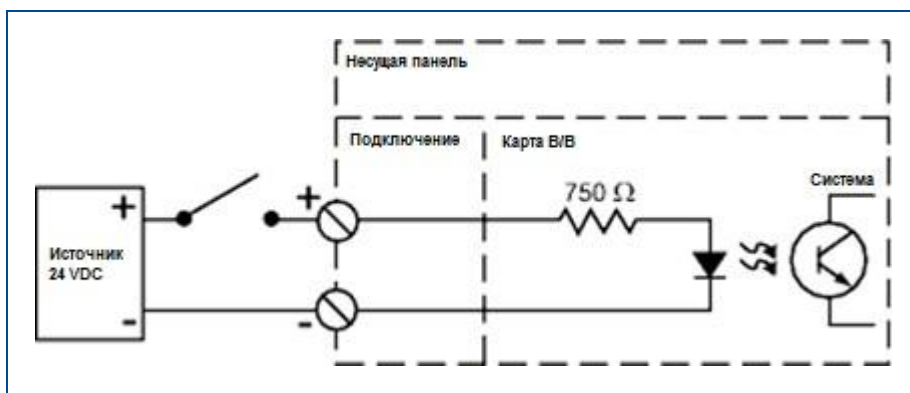 Несущая панель
Подключение
Карта В/В
750 Ω
Система
+
+
Источник
24 VDC
-
-